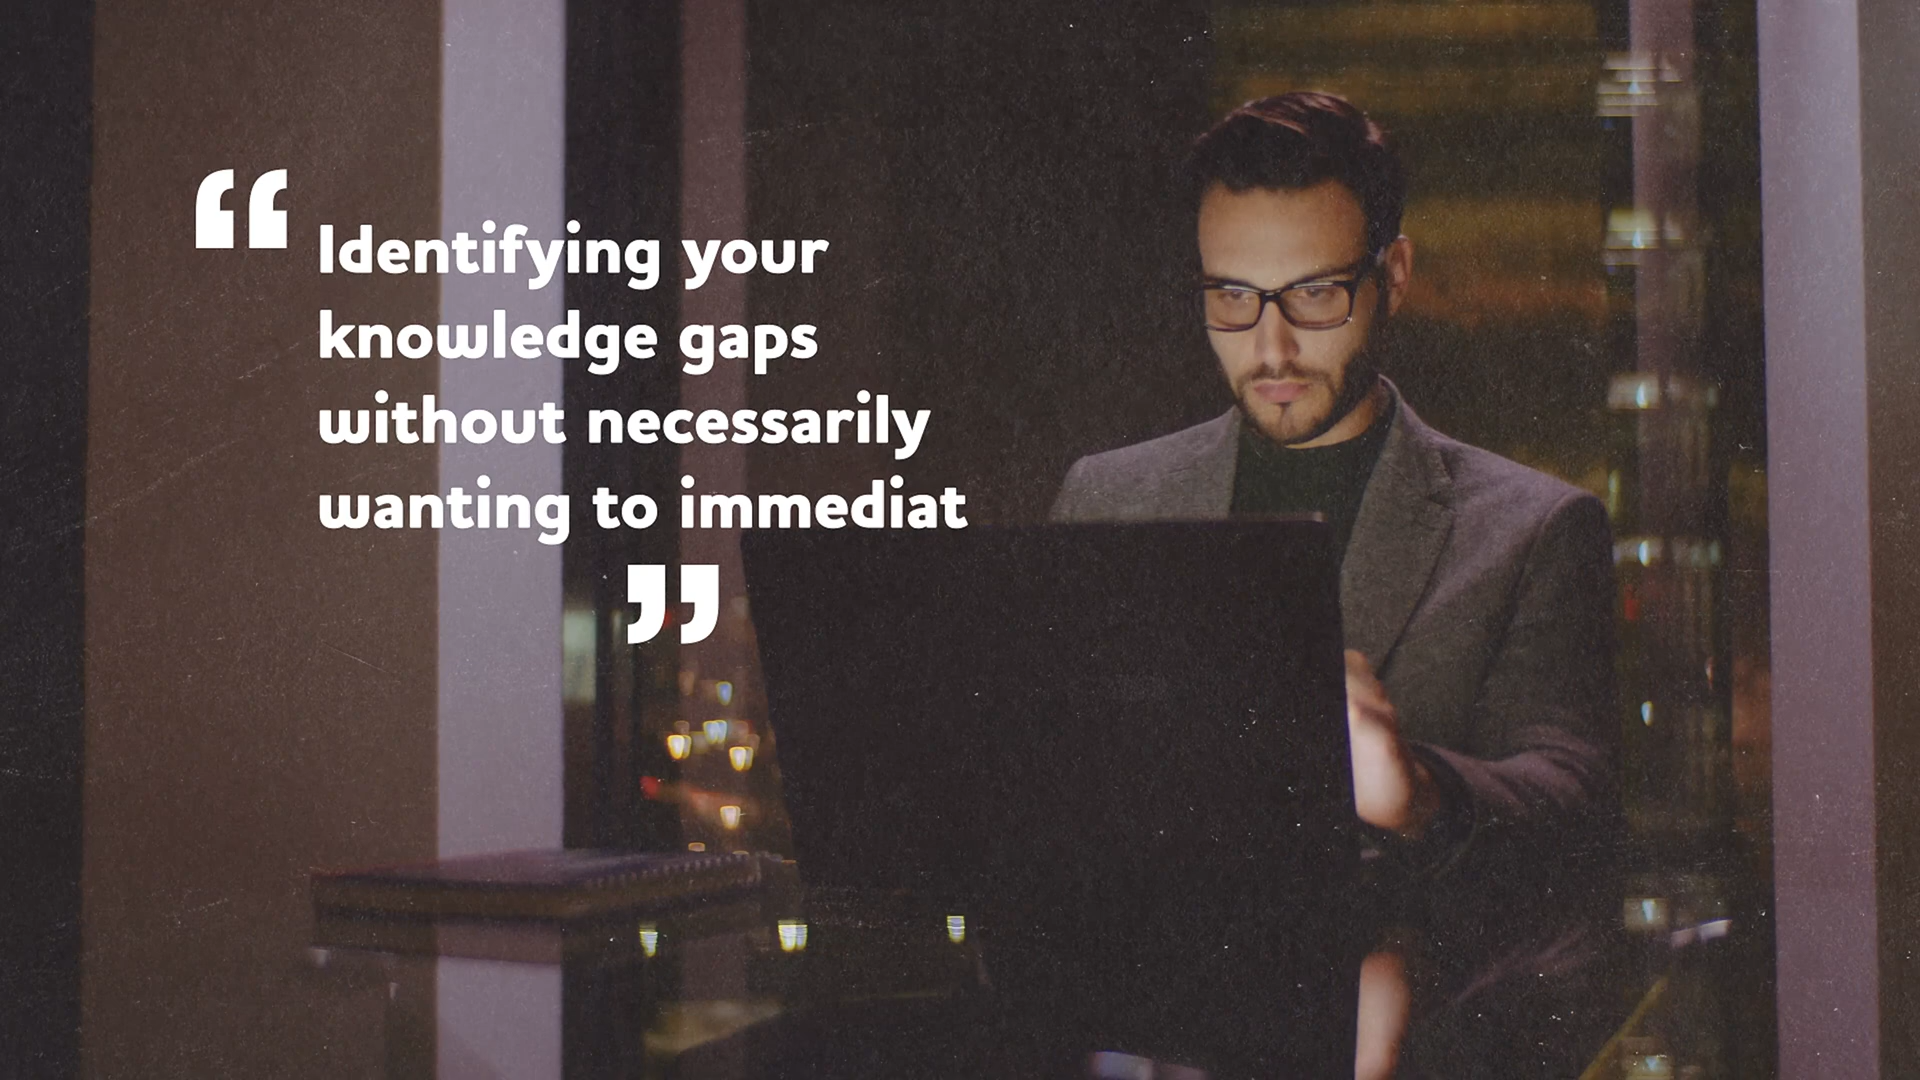 “Identifying your
knowledge gaps
without necessarily
wanting to immediat
”